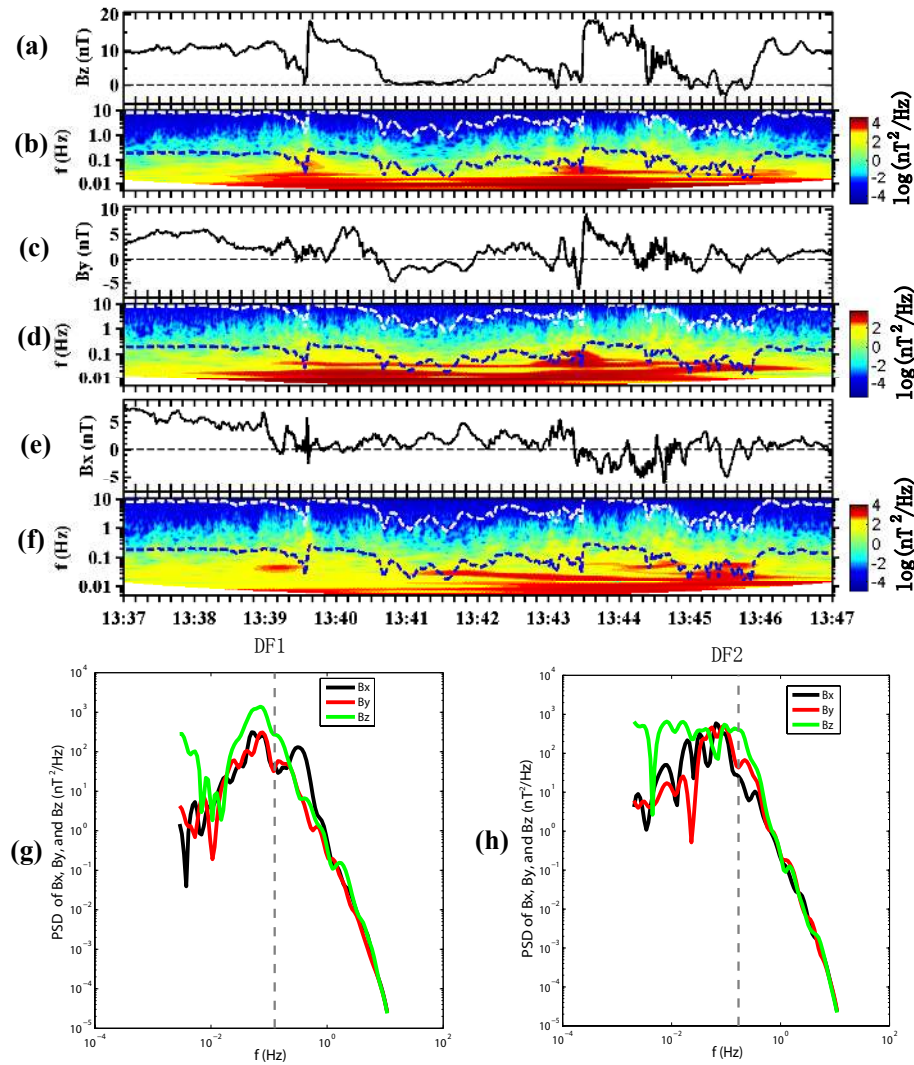 (a)
Bz (nT)
20
10
0
(b)
f (Hz)
10
1.0
0.1
0.01
4
2
0
-2
-4
log (nT²/Hz)
(c)
By (nT)
5
0
-5
(d)
f (Hz)
10
1
0.1
0.01
2
0
-2
-4
log (nT²/Hz)
(e)
Bx (nT)
5
0
-5
(f)
f (Hz)
10
1
0.1
0.01
4
2
0
-2
-4
log (nT²/Hz)
13:37 13:38 13:39 13:40 13:41 13:42 13:43 13:44 13:45 13:46 13:47
DF1
(g)
PSD of Bx, By, and Bz (nT²/Hz)
10⁴
10³
10²
10¹
10⁰
10⁻¹
10⁻²
10⁻³
10⁻⁴
10⁻⁵
Bx
By
Bz
10⁻⁴ 10⁻² 10⁰ 10²
f (Hz)
DF2
(h)
PSD of Bx, By, and Bz (nT²/Hz)
10⁴
10³
10²
10¹
10⁰
10⁻¹
10⁻²
10⁻³
10⁻⁴
10⁻⁵
Bx
By
Bz
10⁻⁴ 10⁻² 10⁰ 10²
f (Hz)